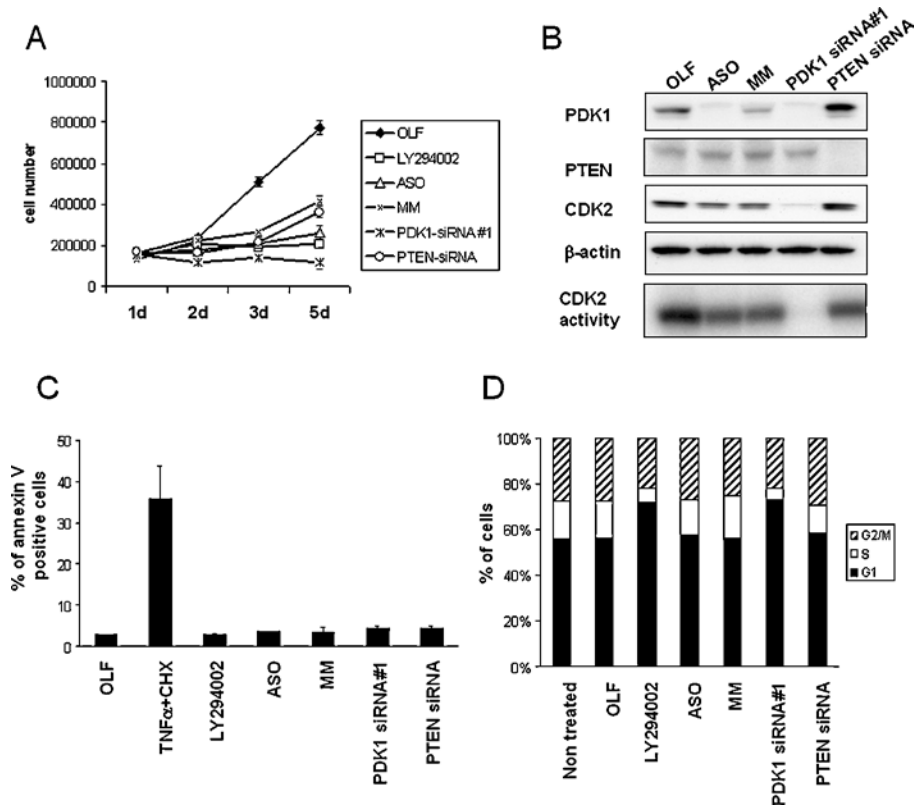 A
1000000
800000
600000
400000
200000
0
cell number
1d 2d 3d 5d
OLF
LY294002
ASO
MM
PDK1-siRNA#1
PTEN-siRNA
B
OLF ASO MM PDK1 siRNA#1 PTEN siRNA
PDK1
PTEN
CDK2
β-actin
CDK2
activity
C
50
40
30
20
10
0
% of annexin V
positive cells
OLF
TNFα+CHX
LY294002
ASO
MM
PDK1 siRNA#1
PTEN siRNA
D
100%
80%
60%
40%
20%
0%
% of cells
Non treated
OLF
LY294002
ASO
MM
PDK1 siRNA#1
PTEN siRNA
G2/M
S
G1